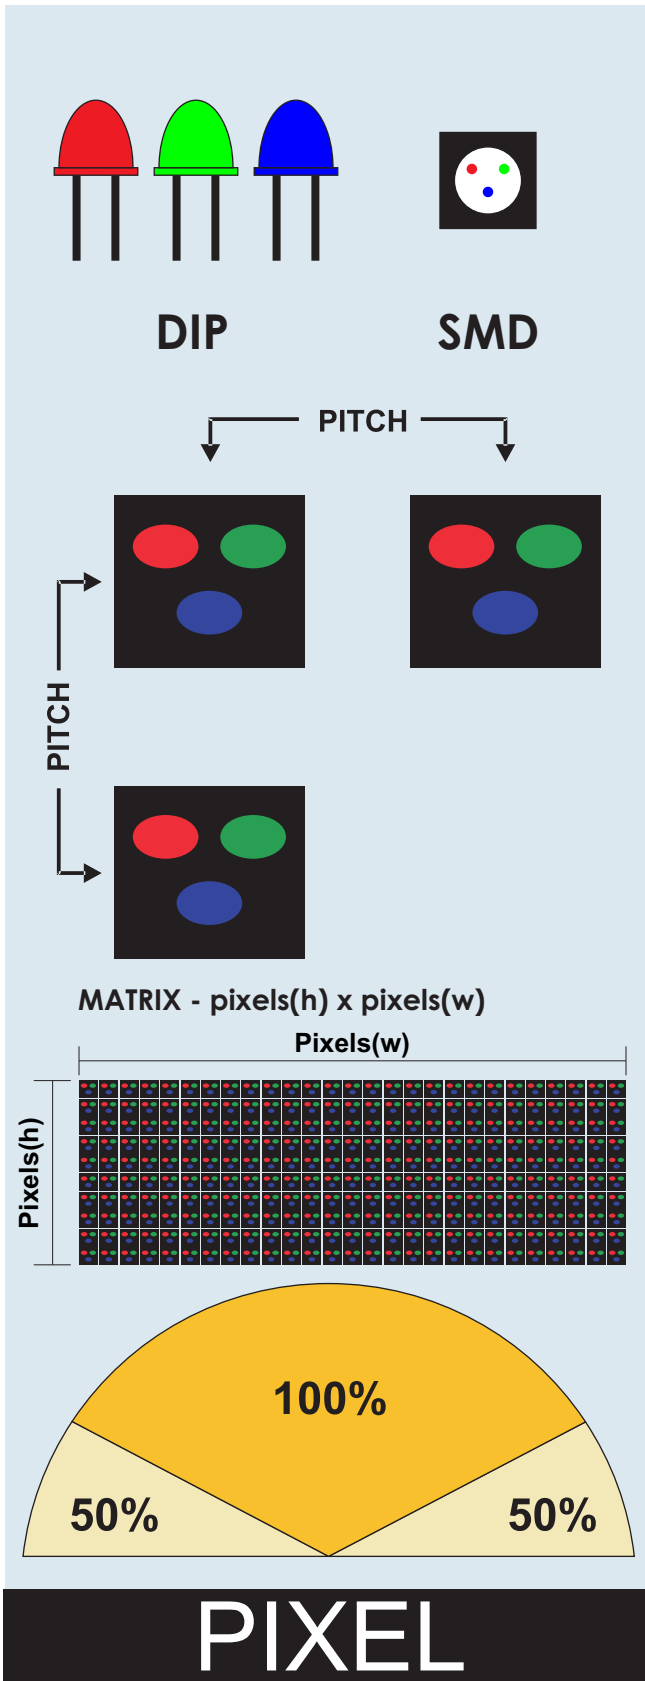 DIP
SMD
PITCH
PITCH
MATRIX - pixels(h) x pixels(w)
Pixels(w)
Pixels(h)
100%
50%
50%
PIXEL